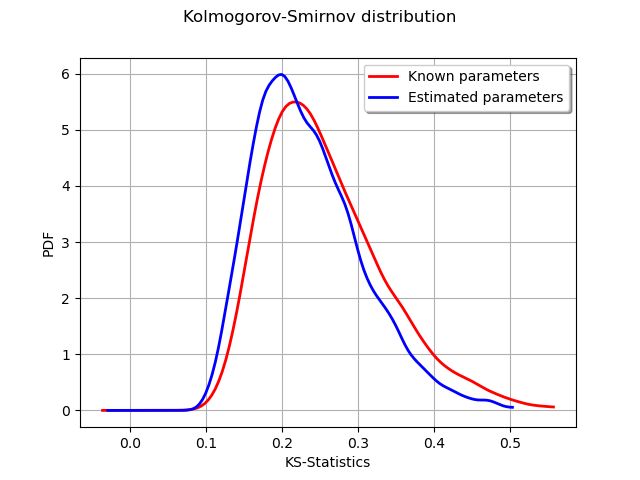 Kolmogorov-Smirnov distribution
Known parameters
Estimated parameters
6
5
4
3
2
1
0
PDF
0.0 0.1 0.2 0.3 0.4 0.5
KS-Statistics